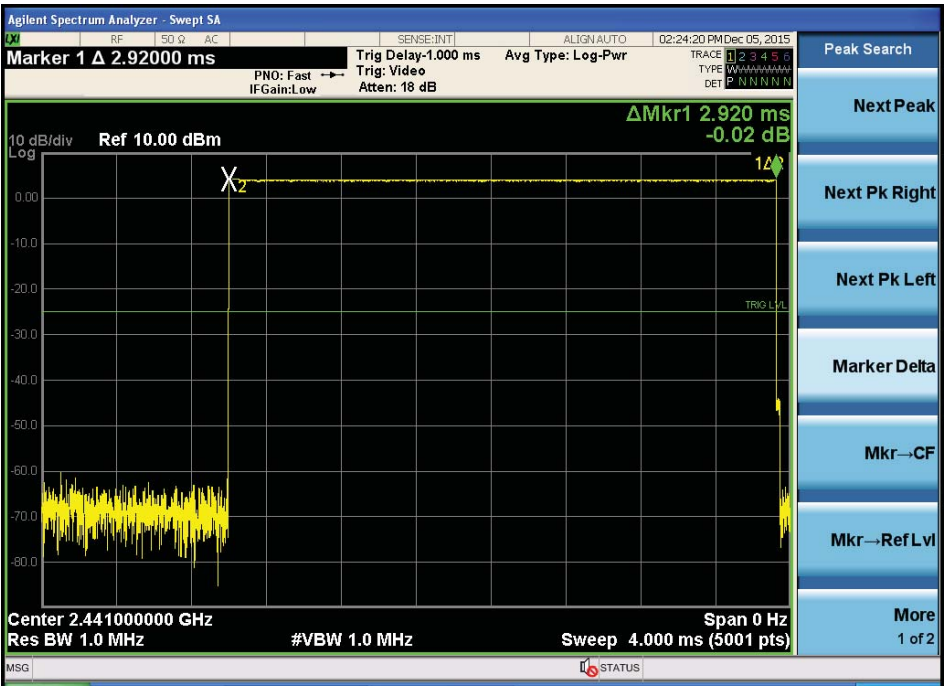 Agilent Spectrum Analyzer - Swept SA
LXI RF 50 Ω AC SENSE:INT ALIGN AUTO 02:24:20 PM Dec 05, 2015
Marker 1 Δ 2.92000 ms
PNO: Fast
IFGain:Low
Trig Delay-1.000 ms
Trig: Video
Atten: 18 dB
Avg Type: Log-Pwr
TRACE 1 2 3 4 5 6
TYPE W
DET P N N N N N
Peak Search
Next Peak
Next Pk Right
Next Pk Left
Marker Delta
Mkr→CF
Mkr→Ref Lvl
More
1 of 2
ΔMkr1 2.920 ms
-0.02 dB
10 dB/div Ref 10.00 dBm
Log
X2
0.00
-10.0
-20.0
TRIG LVL
-30.0
-40.0
-50.0
-60.0
-70.0
-80.0
Center 2.441000000 GHz Span 0 Hz
Res BW 1.0 MHz #VBW 1.0 MHz Sweep 4.000 ms (5001 pts)
MSG STATUS